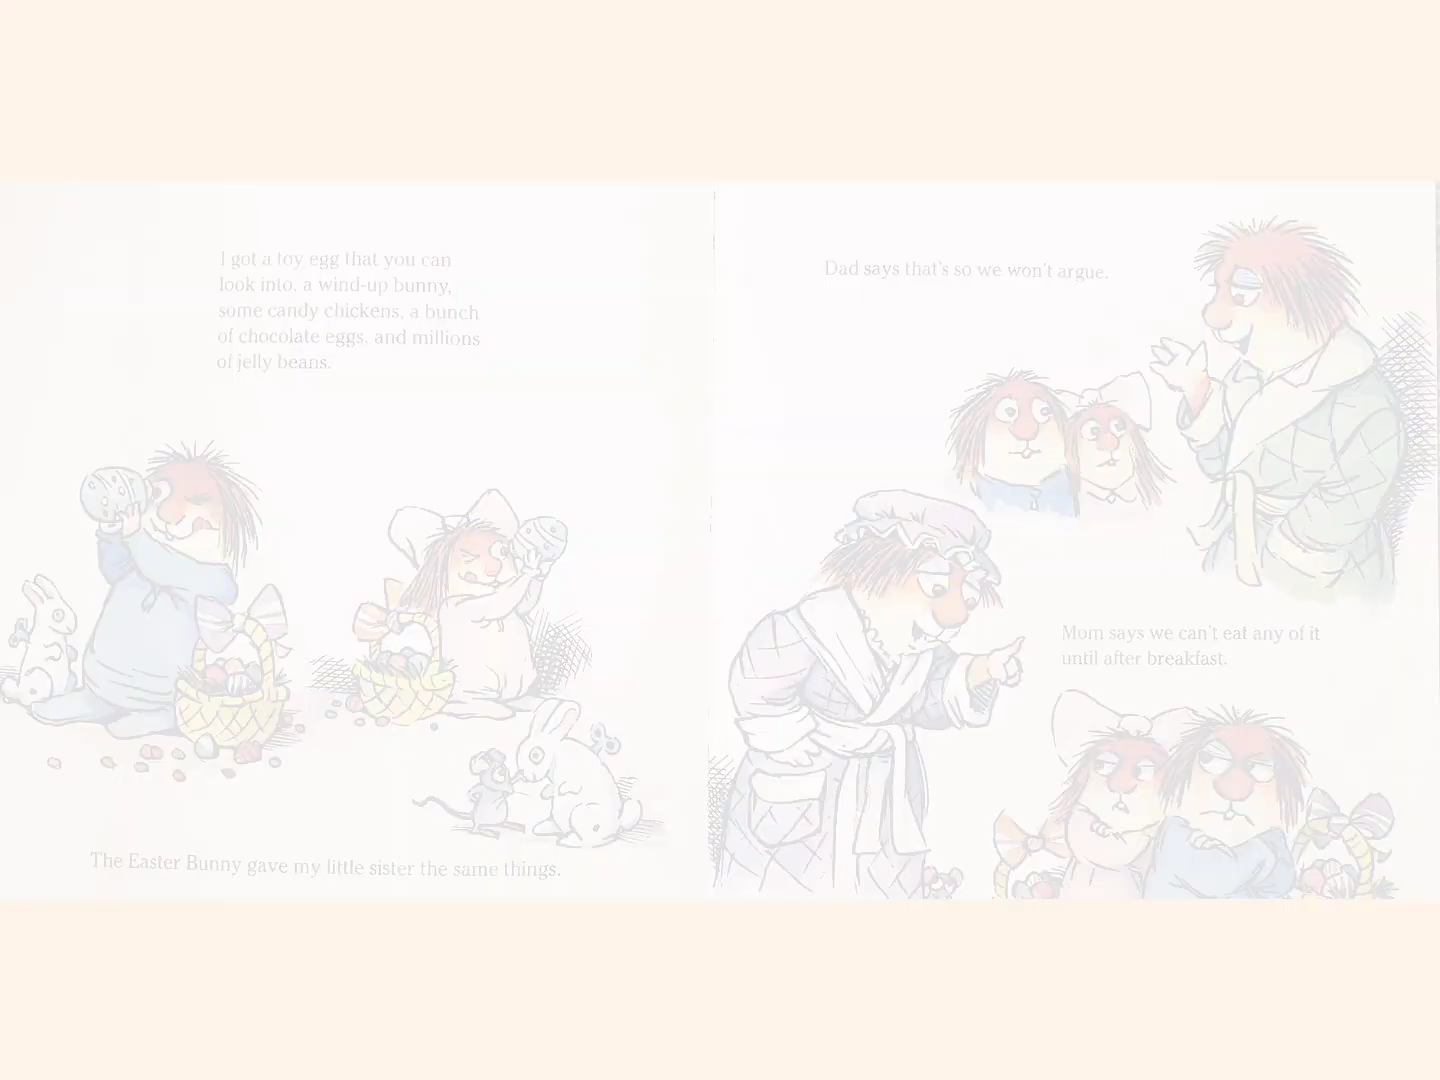 I got a toy egg that you can
look into, a wind-up bunny,
some candy chickens, a bunch
of chocolate eggs, and millions
of jelly beans.
The Easter Bunny gave my little sister the same things.
Dad says that's so we won't argue.
Mom says we can't eat any of it
until after breakfast.